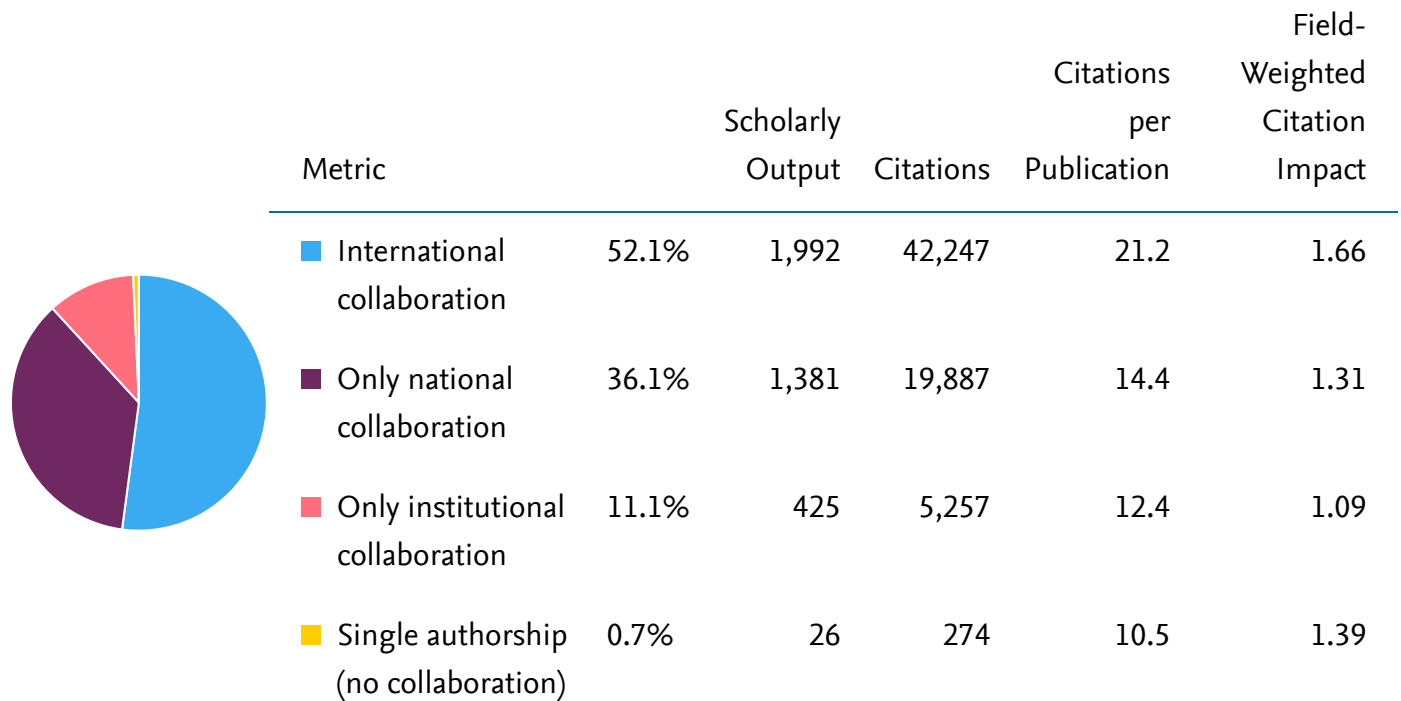 Metric
Scholarly
Output
Citations
Citations
per
Publication
Field-
Weighted
Citation
Impact
International
collaboration
52.1% 1,992 42,247 21.2 1.66
Only national
collaboration
36.1% 1,381 19,887 14.4 1.31
Only institutional
collaboration
11.1% 425 5,257 12.4 1.09
Single authorship
(no collaboration)
0.7% 26 274 10.5 1.39